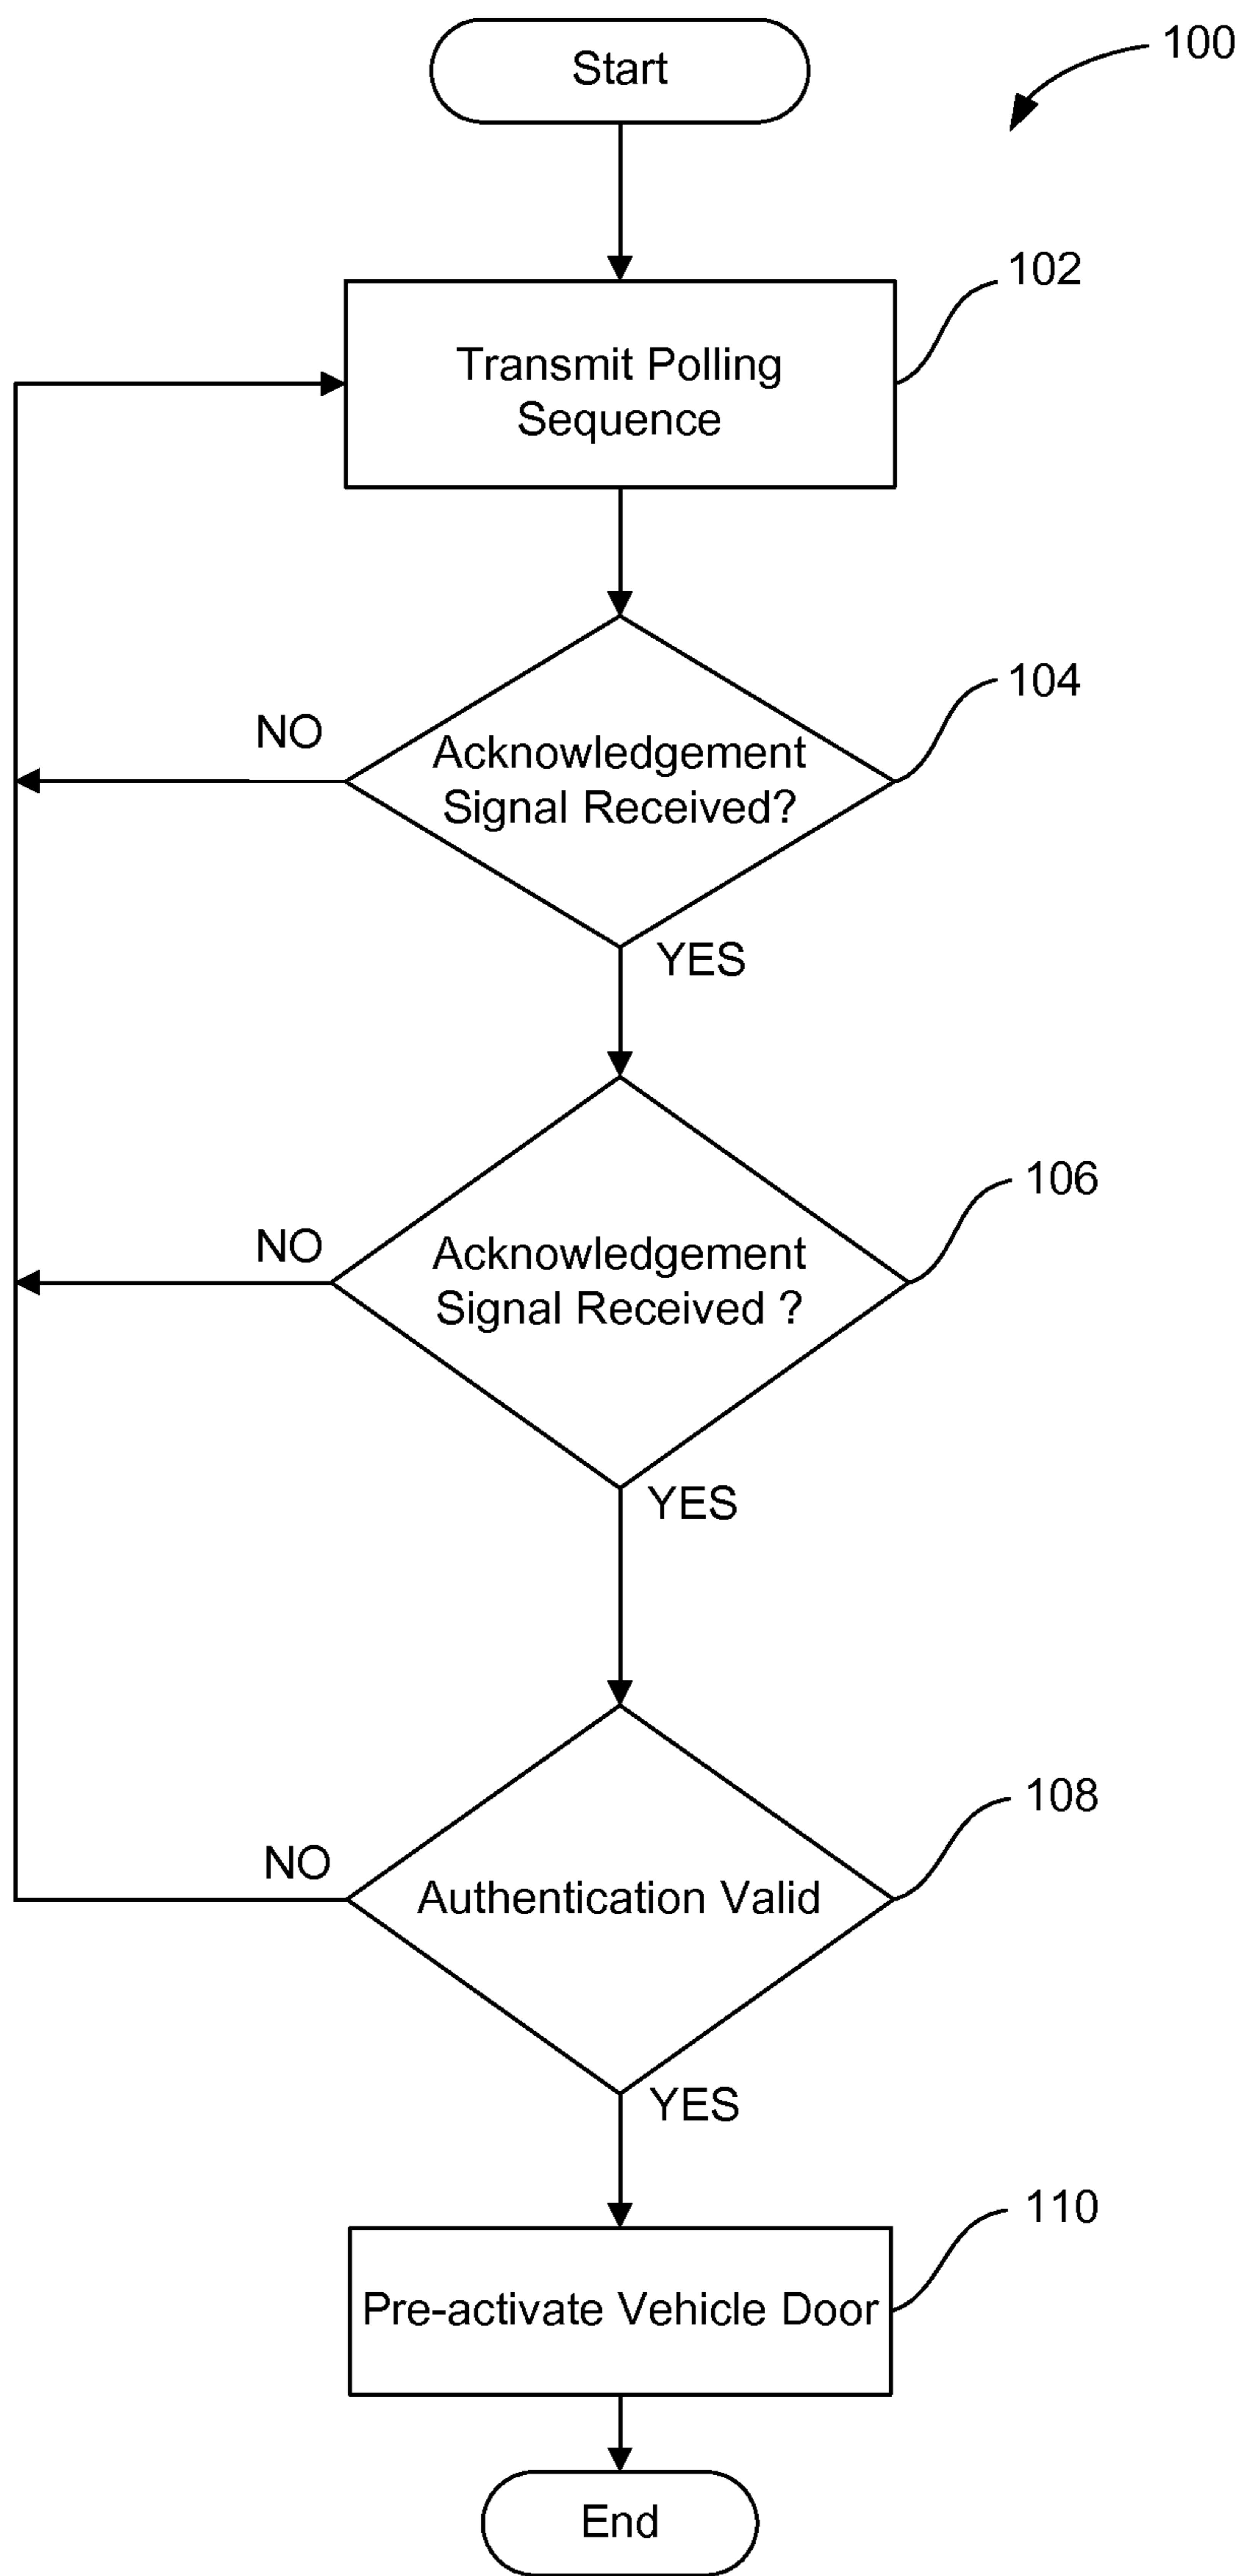 Start
100
102
Transmit Polling
Sequence
104
NO
Acknowledgement
Signal Received?
YES
106
NO
Acknowledgement
Signal Received ?
YES
108
NO
Authentication Valid
YES
110
Pre-activate Vehicle Door
End